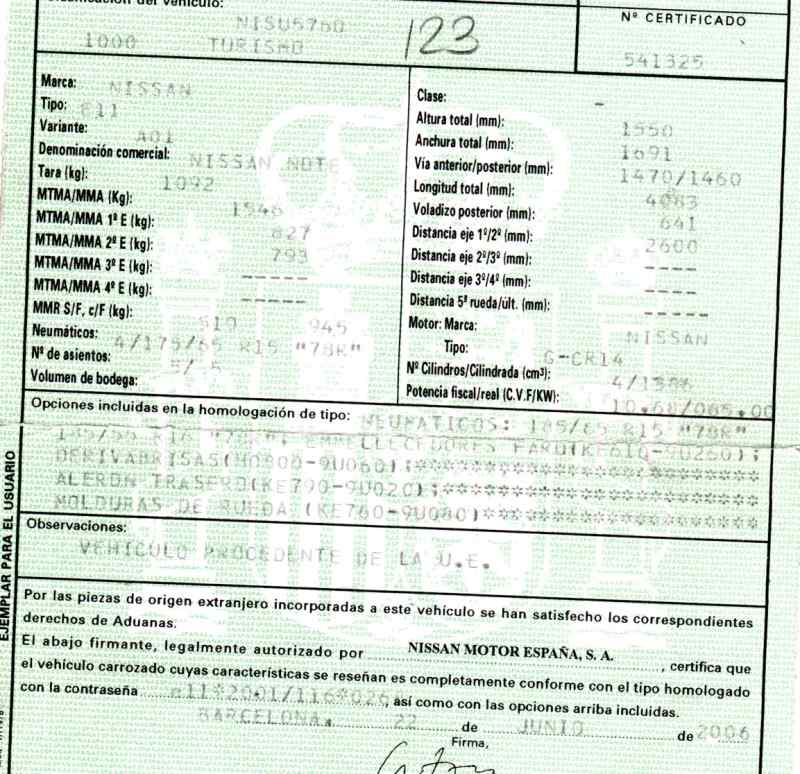 Clasificación del vehículo:
NISU5760
1000 TURISMO
123
Nº CERTIFICADO
541325
Marca: NISSAN
Tipo: E11
Variante: A01
Denominación comercial: NISSAN NOTE
Tara (kg): 1092
MTMA/MMA (Kg): 1546
MTMA/MMA 1º E (kg): 827
MTMA/MMA 2º E (kg): 793
MTMA/MMA 3º E (kg): -----
MTMA/MMA 4º E (kg): -----
MMR S/F, c/F (kg): 510 945
Neumáticos: 4/175/65 R15 "78R"
Nº de asientos:
Volumen de bodega:
Clase: –
Altura total (mm): 1550
Anchura total (mm): 1691
Vía anterior/posterior (mm): 1470/1460
Longitud total (mm): 4083
Voladizo posterior (mm): 641
Distancia eje 1º/2º (mm): 2600
Distancia eje 2º/3º (mm): ----
Distancia eje 3º/4º (mm): ----
Distancia 5ª rueda/últ. (mm): ----
Motor: Marca: NISSAN
Tipo: G-CR14
Nº Cilindros/Cilindrada (cm³): 4/1386
Potencia fiscal/real (C.V.F/KW): 10.68/065.00
Opciones incluidas en la homologación de tipo: NEUMATICOS: 185/65 R15 "78R"
185/55 R16 "78R"; EMBELLECEDORES FARO(KE610-9U260);
DERIVABRISAS(H0800-9U060);******************
ALERON TRASERO(KE790-9U020);******************
MOLDURAS DE RUEDA (KE760-9U080)****************
Observaciones:
VEHICULO PROCEDENTE DE LA U.E.
Por las piezas de origen extranjero incorporadas a este vehículo se han satisfecho los correspondientes
derechos de Aduanas.
El abajo firmante, legalmente autorizado por NISSAN MOTOR ESPAÑA, S. A., certifica que
el vehículo carrozado cuyas características se reseñan es completamente conforme con el tipo homologado
con la contraseña e11*2001/116*026, así como con las opciones arriba incluidas.
BARCELONA, 22 de JUNIO de 2006
Firma,
EJEMPLAR PARA EL USUARIO